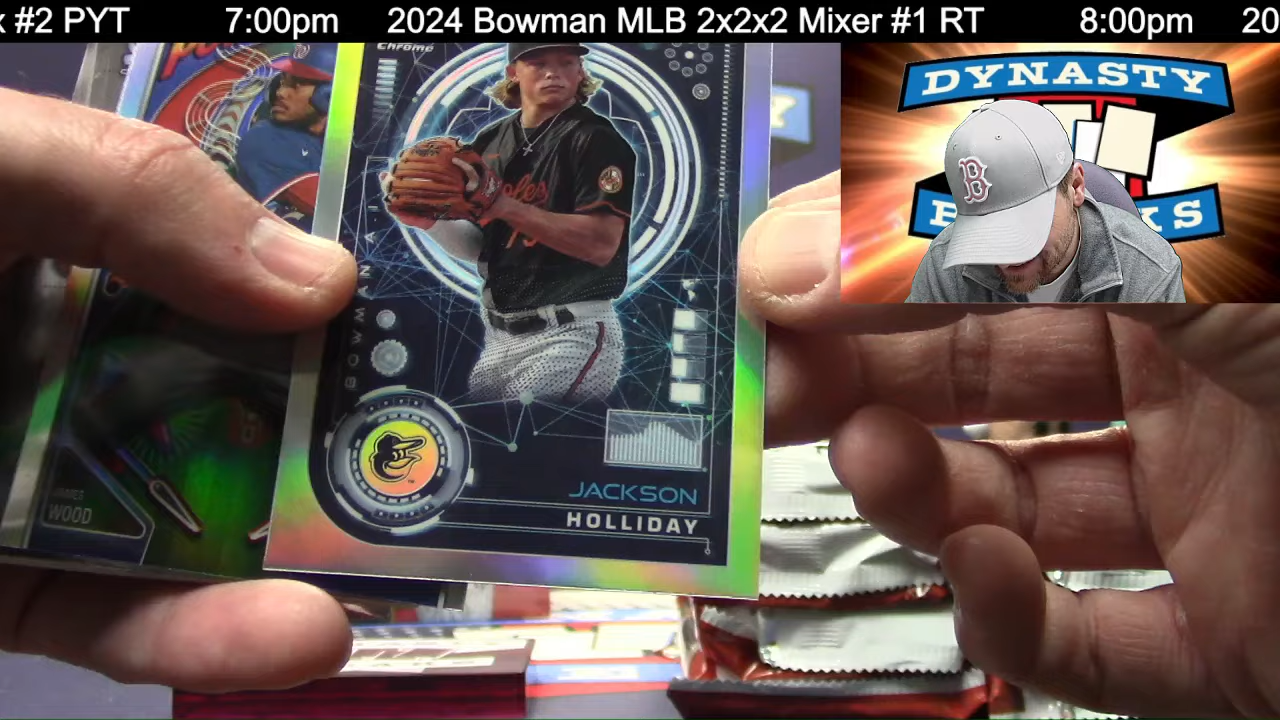 x #2 PYT 7:00pm 2024 Bowman MLB 2x2x2 Mixer #1 RT 8:00pm 20
Chrome
DYNASTY
BOWMAN
JACKSON
HOLLIDAY
JAMES
WOOD